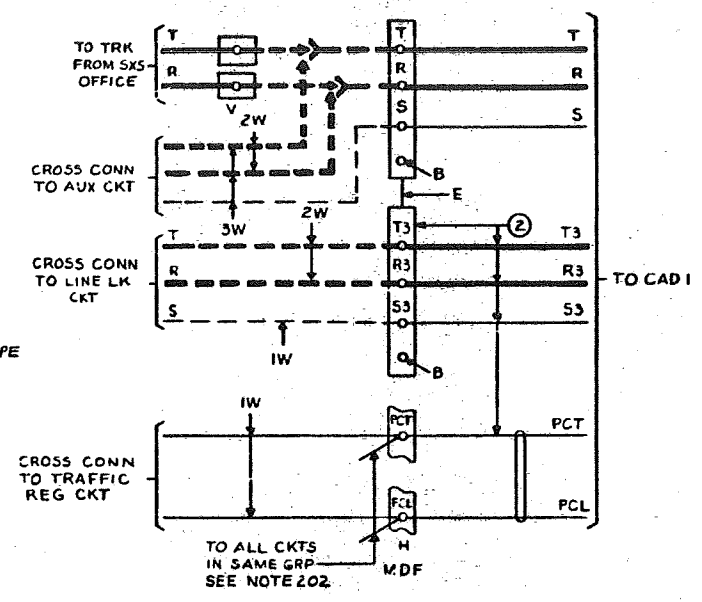 T
T
T
TO TRK
FROM SXS
OFFICE
R
R
R
V
2W
S
S
CROSS CONN
TO AUX CKT
B
E
3W
2W
T
T3
2
T3
CROSS CONN
TO LINE LK
CKT
R
R3
R3
TO CAD 1
S
S3
S3
PE
1W
B
1W
PCT
PCT
CROSS CONN
TO TRAFFIC
REG CKT
PCL
PCL
TO ALL CKTS
IN SAME GRP
SEE NOTE 202
H
MDF